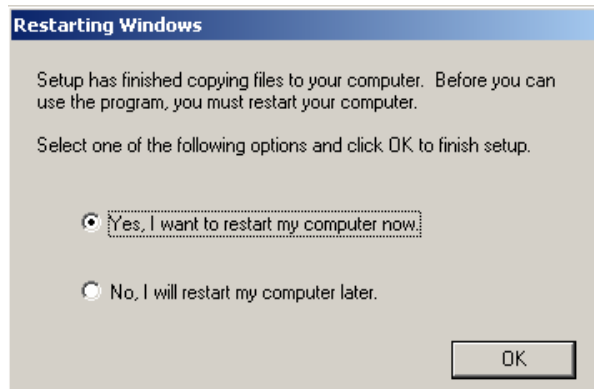 Restarting Windows
Setup has finished copying files to your computer.  Before you can
use the program, you must restart your computer.
Select one of the following options and click OK to finish setup.
Yes, I want to restart my computer now.
No, I will restart my computer later.
OK